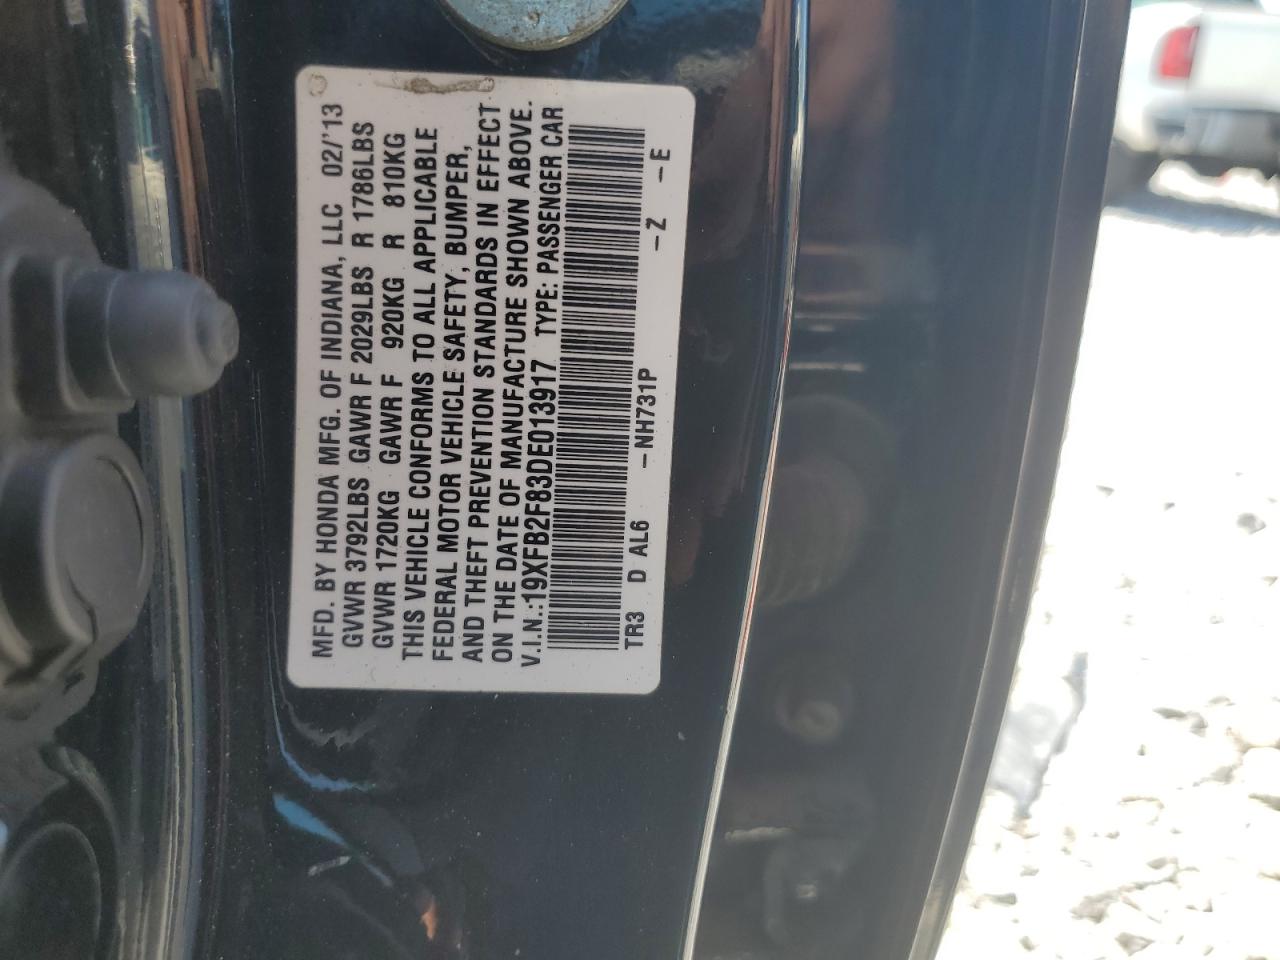 MFD. BY HONDA MFG. OF INDIANA, LLC 02/'13
GVWR 3792LBS GAWR F 2029LBS R 1786LBS
GVWR 1720KG GAWR F 920KG R 810KG
THIS VEHICLE CONFORMS TO ALL APPLICABLE
FEDERAL MOTOR VEHICLE SAFETY, BUMPER,
AND THEFT PREVENTION STANDARDS IN EFFECT
ON THE DATE OF MANUFACTURE SHOWN ABOVE.
V.I.N.:19XFB2F83DE013917 TYPE: PASSENGER CAR
TR3 D AL6 -NH731P -Z -E